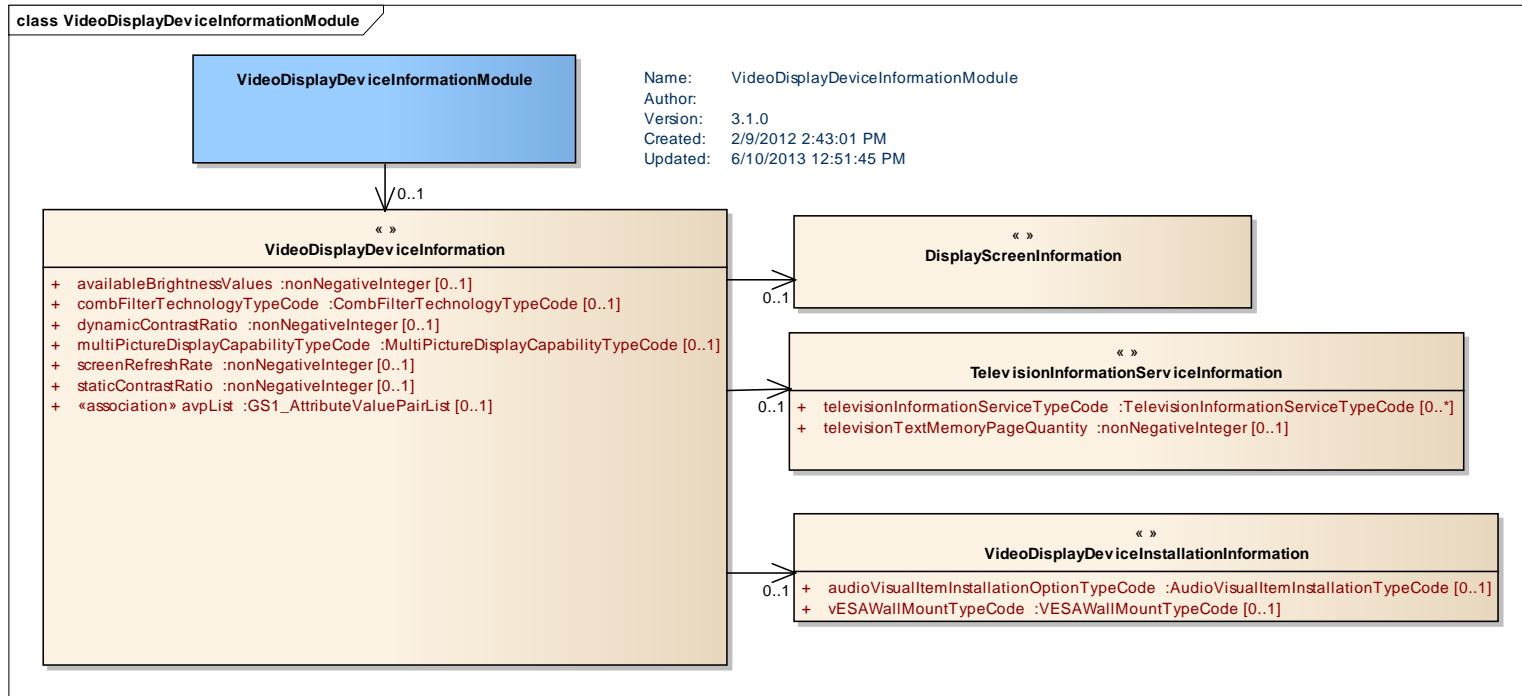 class VideoDisplayDeviceInformationModule
VideoDisplayDeviceInformationModule
Name: VideoDisplayDeviceInformationModule
Author:
Version: 3.1.0
Created: 2/9/2012 2:43:01 PM
Updated: 6/10/2013 12:51:45 PM
0..1
« »
VideoDisplayDeviceInformation
+ availableBrightnessValues :nonNegativeInteger [0..1]
+ combFilterTechnologyTypeCode :CombFilterTechnologyTypeCode [0..1]
+ dynamicContrastRatio :nonNegativeInteger [0..1]
+ multiPictureDisplayCapabilityTypeCode :MultiPictureDisplayCapabilityTypeCode [0..1]
+ screenRefreshRate :nonNegativeInteger [0..1]
+ staticContrastRatio :nonNegativeInteger [0..1]
+ «association» avpList :GS1_AttributeValuePairList [0..1]
0..1
« »
DisplayScreenInformation
0..1
« »
TelevisionInformationServiceInformation
+ televisionInformationServiceTypeCode :TelevisionInformationServiceTypeCode [0..*]
+ televisionTextMemoryPageQuantity :nonNegativeInteger [0..1]
0..1
« »
VideoDisplayDeviceInstallationInformation
+ audioVisualItemInstallationOptionTypeCode :AudioVisualItemInstallationTypeCode [0..1]
+ vESAWallMountTypeCode :VESAWallMountTypeCode [0..1]